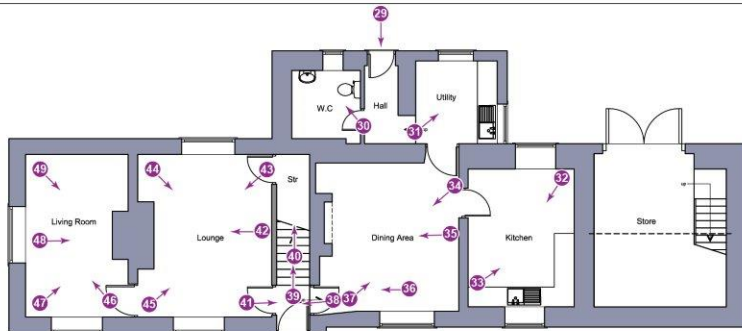 29
W.C
Hall
Utility
30
31
49
44
43
Str
34
32
Living Room
48
Lounge
42
40
Dining Area
35
Kitchen
Store
47
46
45
41
39
38
37
36
33